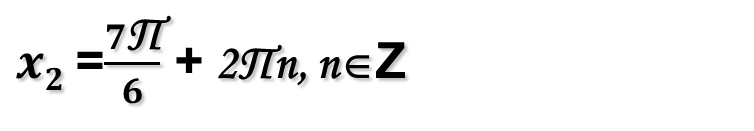 x₂ = 7π/6 + 2πn, n∈Z